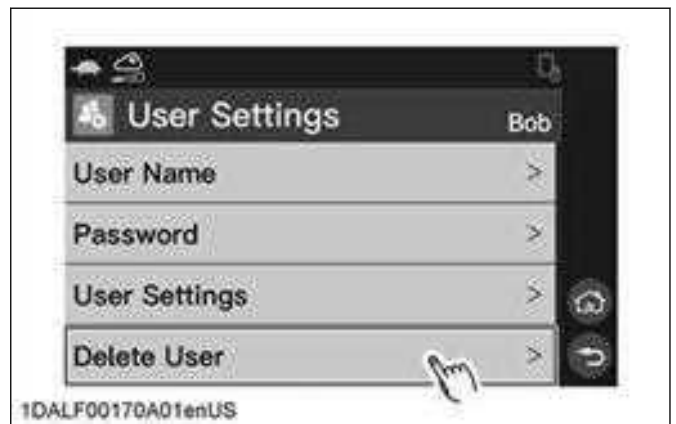 User Settings
Bob
User Name >
Password >
User Settings >
Delete User >
1DALF00170A01enUS